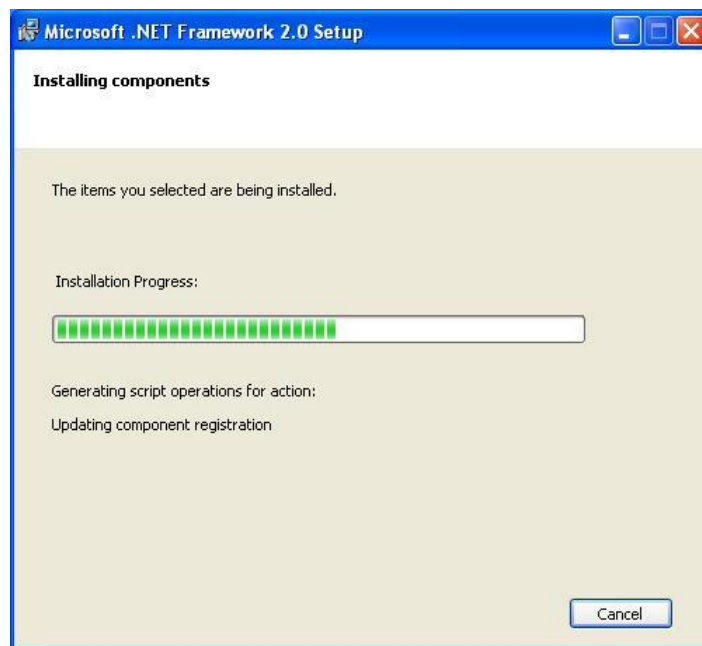 Microsoft .NET Framework 2.0 Setup
Installing components
The items you selected are being installed.
Installation Progress:
Generating script operations for action:
Updating component registration
Cancel